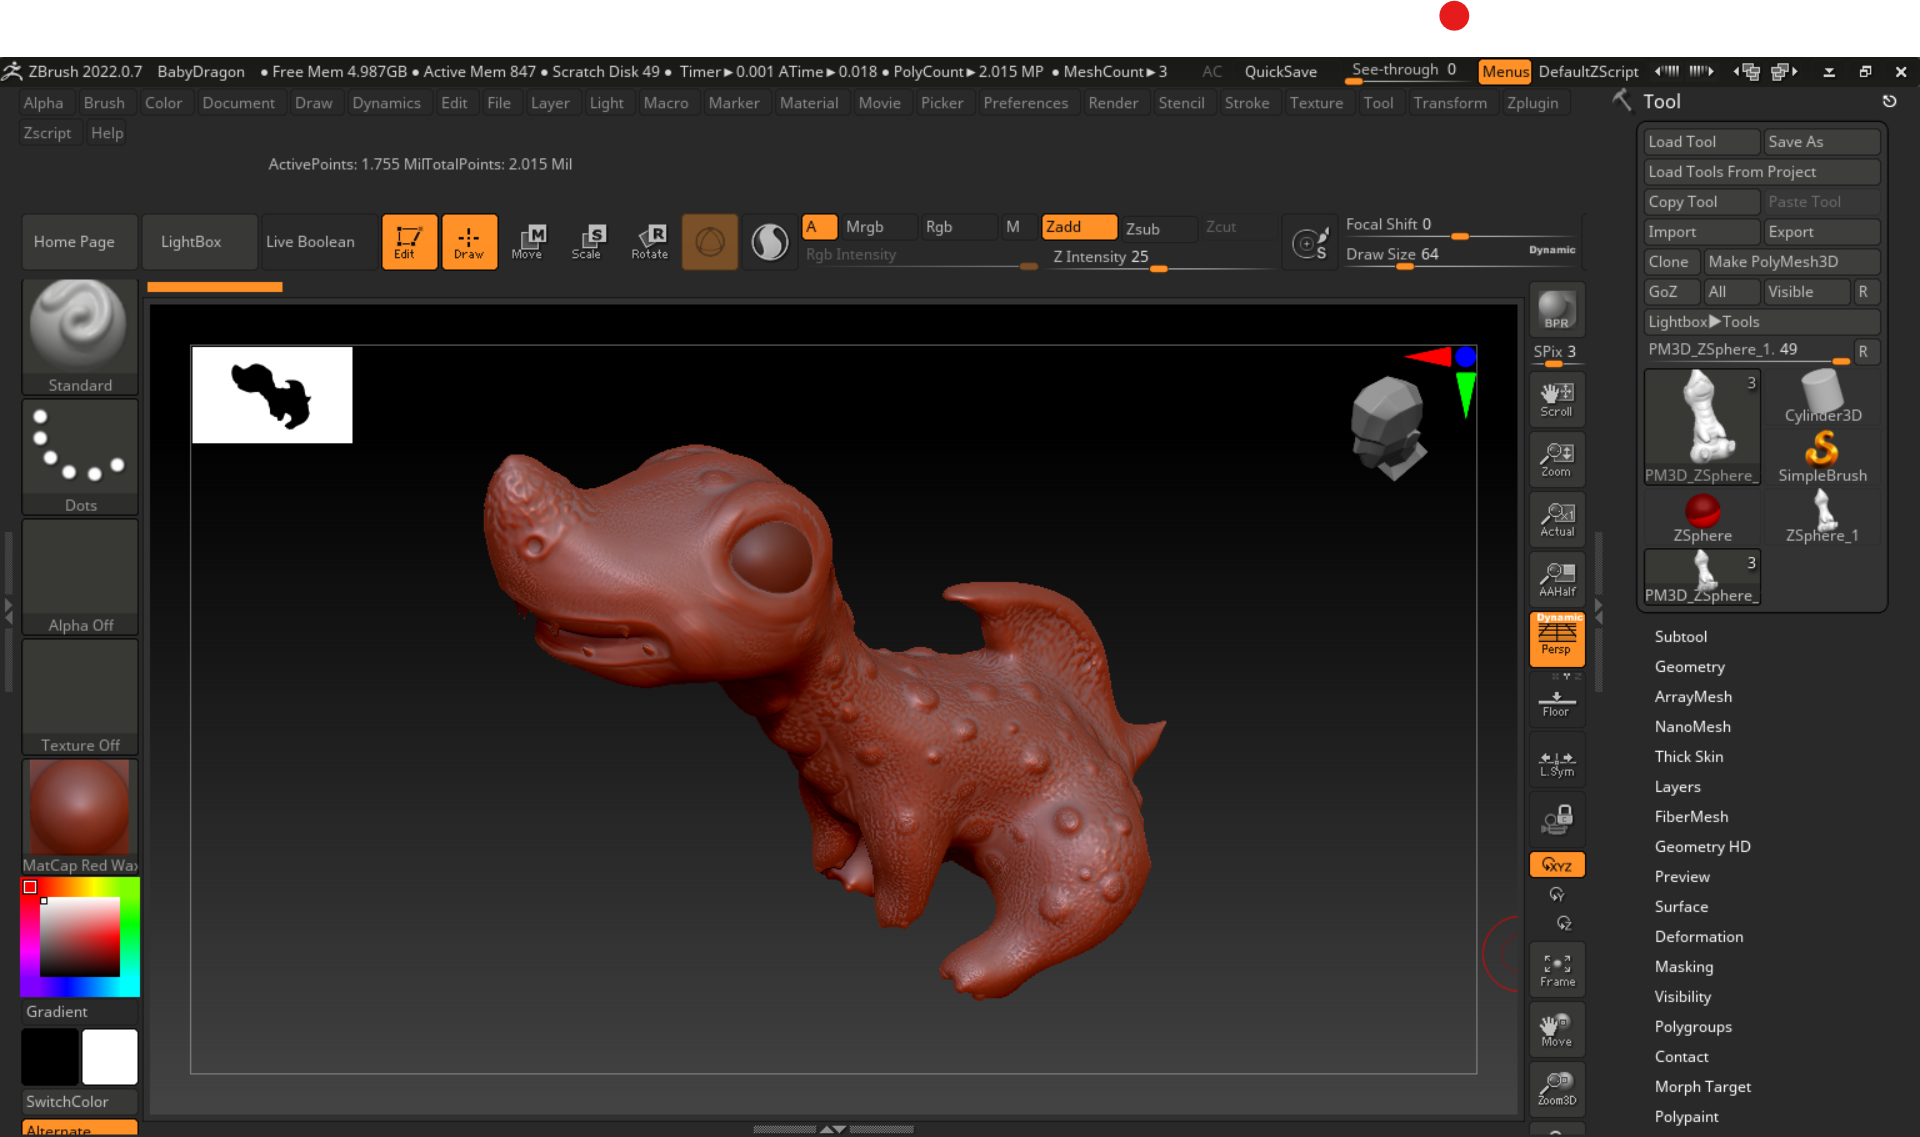 ZBrush 2022.0.7 BabyDragon • Free Mem 4.987GB • Active Mem 847 • Scratch Disk 49 • Timer▶0.001 ATime▶0.018 • PolyCount▶2.015 MP • MeshCount▶3 AC QuickSave See-through 0 Menus DefaultZScript
Alpha Brush Color Document Draw Dynamics Edit File Layer Light Macro Marker Material Movie Picker Preferences Render Stencil Stroke Texture Tool Transform Zplugin
Zscript Help
ActivePoints: 1.755 MilTotalPoints: 2.015 Mil
Home Page LightBox Live Boolean Edit Draw Move Scale Rotate
M S R
A Mrgb Rgb M Zadd Zsub Zcut
Rgb Intensity Z Intensity 25
S
Focal Shift 0
Draw Size 64 Dynamic
Standard
Dots
Alpha Off
Texture Off
MatCap Red Wax
Gradient
SwitchColor
Alternate
BPR
SPix 3
Scroll
Zoom
x1
Actual
AAHalf
Dynamic
Persp
Floor
L.Sym
XYZ
Y
Z
Frame
Move
Zoom3D
Tool
Load Tool Save As
Load Tools From Project
Copy Tool Paste Tool
Import Export
Clone Make PolyMesh3D
GoZ All Visible R
Lightbox▶Tools
PM3D_ZSphere_1. 49 R
3
PM3D_ZSphere_
Cylinder3D
SimpleBrush
ZSphere
ZSphere_1
3
PM3D_ZSphere_
Subtool
Geometry
ArrayMesh
NanoMesh
Thick Skin
Layers
FiberMesh
Geometry HD
Preview
Surface
Deformation
Masking
Visibility
Polygroups
Contact
Morph Target
Polypaint